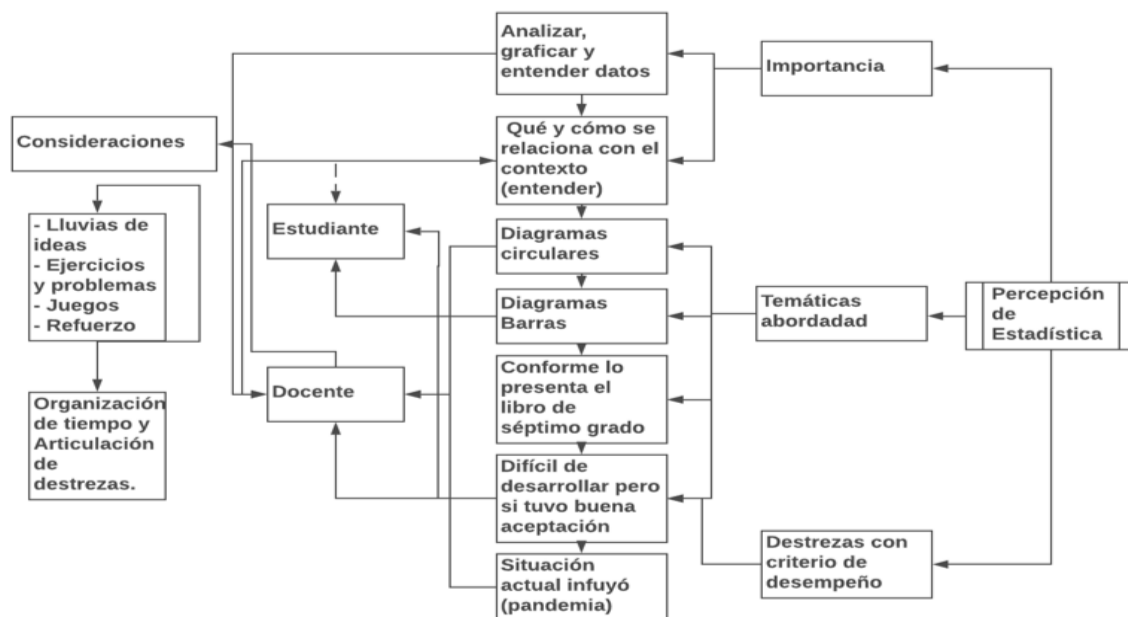 Analizar,
graficar y
entender datos
Importancia
Consideraciones
Qué y cómo se
relaciona con el
contexto
(entender)
- Lluvias de
ideas
- Ejercicios
y problemas
- Juegos
- Refuerzo
Estudiante
Diagramas
circulares
Diagramas
Barras
Temáticas
abordadad
Percepción
de
Estadística
Conforme lo
presenta el
libro de
séptimo grado
Docente
Organización
de tiempo y
Articulación
de
destrezas.
Difícil de
desarrollar pero
si tuvo buena
aceptación
Destrezas con
criterio de
desempeño
Situación
actual infuyó
(pandemia)